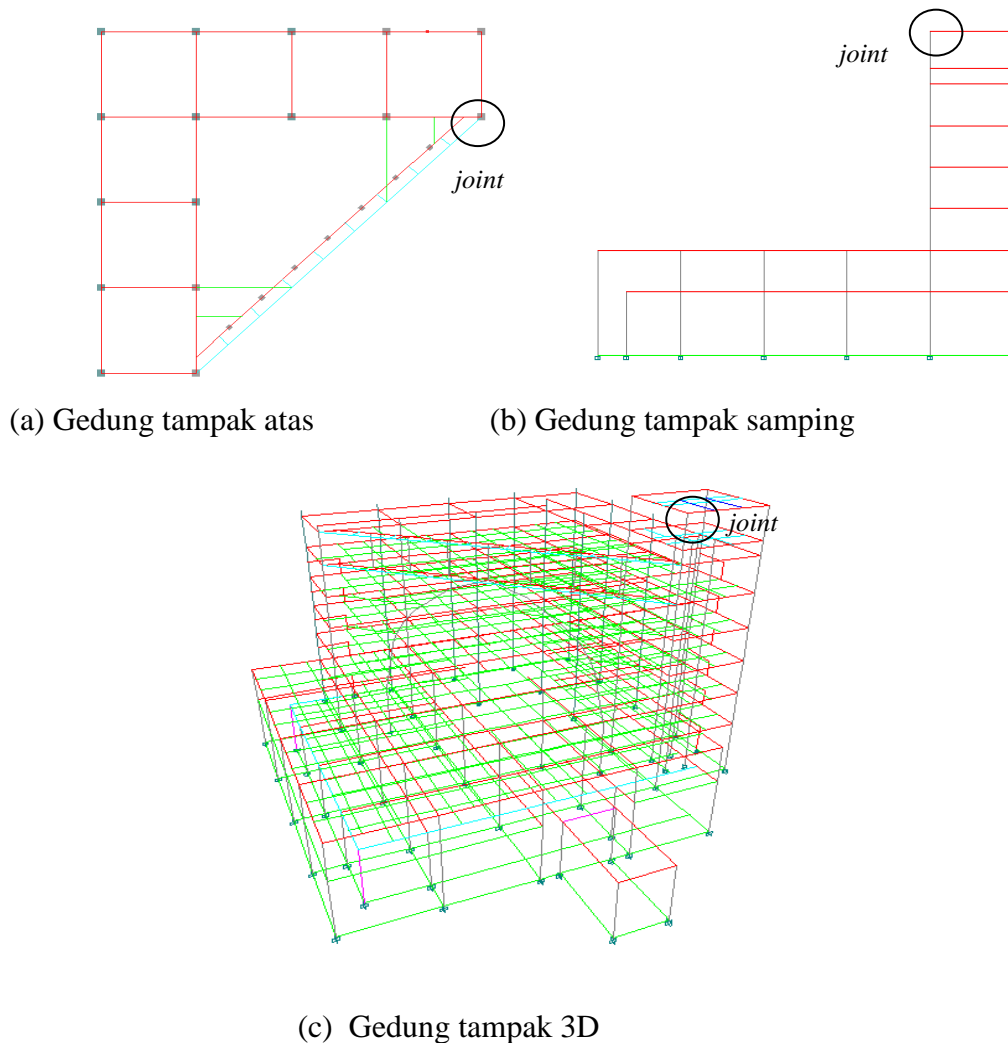 joint
joint
(a) Gedung tampak atas
(b) Gedung tampak samping
joint
(c) Gedung tampak 3D